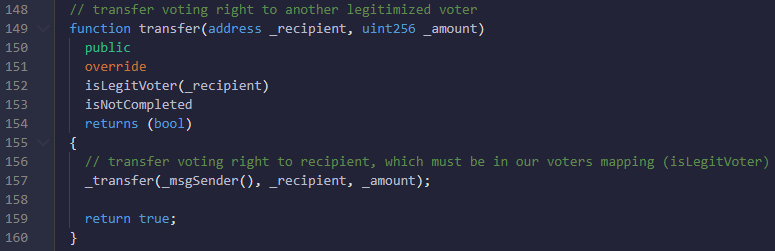 148 // transfer voting right to another legitimized voter
149 function transfer(address _recipient, uint256 _amount)
150 public
151 override
152 isLegitVoter(_recipient)
153 isNotCompleted
154 returns (bool)
155 {
156 // transfer voting right to recipient, which must be in our voters mapping (isLegitVoter)
157 _transfer(_msgSender(), _recipient, _amount);
158
159 return true;
160 }